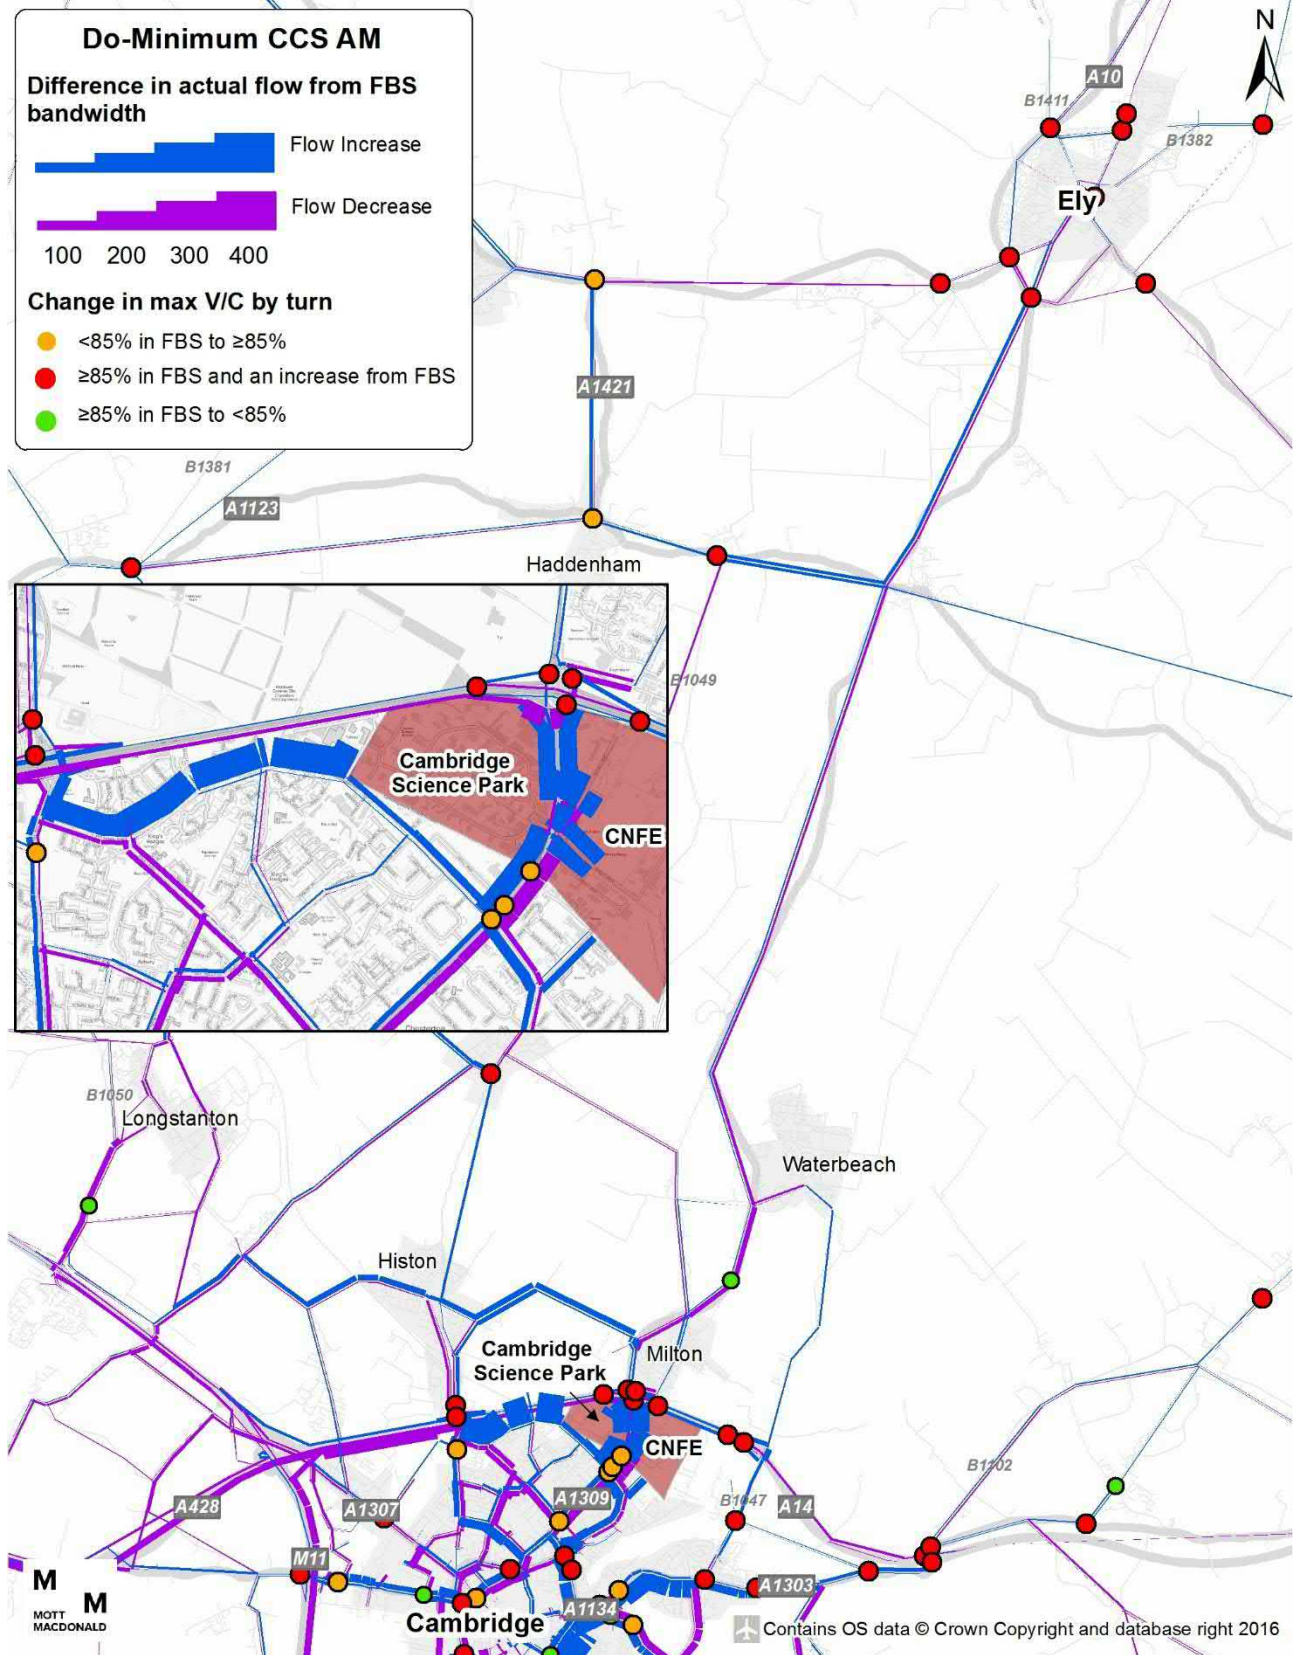 Do-Minimum CCS AM
Difference in actual flow from FBS
bandwidth
Flow Increase
Flow Decrease
100 200 300 400
Change in max V/C by turn
<85% in FBS to ≥85%
≥85% in FBS and an increase from FBS
≥85% in FBS to <85%
N
A10
B1411
B1382
Ely
A1421
B1381
A1123
Haddenham
B1049
Cambridge
Science Park
CNFE
Chesterton
B1050
Longstanton
Waterbeach
Histon
Cambridge
Science Park
Milton
CNFE
B1102
A428
A1307
A1309
B1047
A14
M11
A1303
A1134
Cambridge
M
M
MOTT
MACDONALD
Contains OS data © Crown Copyright and database right 2016